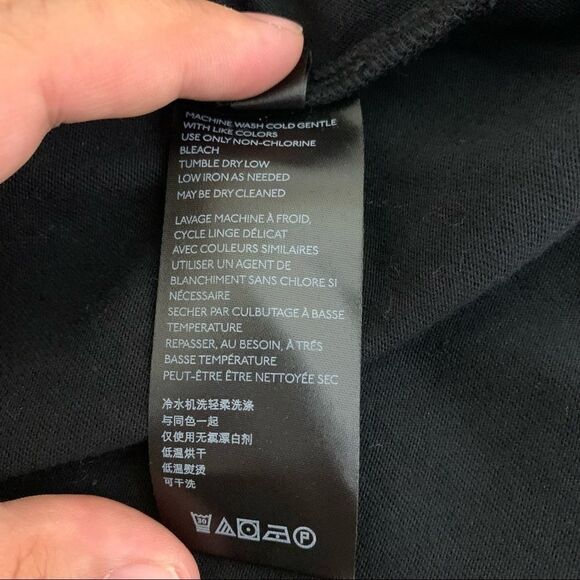 MACHINE WASH COLD GENTLE
WITH LIKE COLORS
USE ONLY NON-CHLORINE
BLEACH
TUMBLE DRY LOW
LOW IRON AS NEEDED
MAY BE DRY CLEANED
LAVAGE MACHINE À FROID,
CYCLE LINGE DÉLICAT
AVEC COULEURS SIMILAIRES
UTILISER UN AGENT DE
BLANCHIMENT SANS CHLORE SI
NÉCESSAIRE
SECHER PAR CULBUTAGE À BASSE
TEMPERATURE
REPASSER, AU BESOIN, À TRÉS
BASSE TEMPÉRATURE
PEUT-ÊTRE ÊTRE NETTOYÉE SEC
冷水机洗轻柔洗涤
与同色一起
仅使用无氯漂白剂
低温烘干
低温熨烫
可干洗
30 P